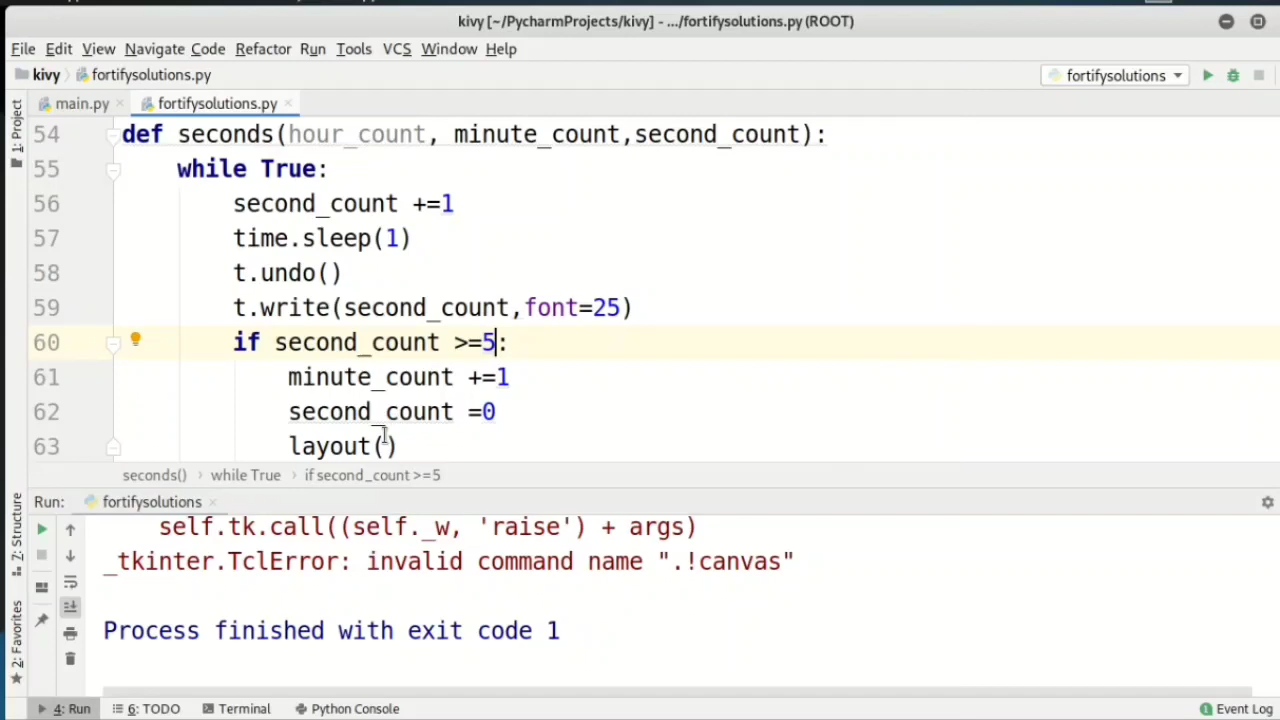 kivy [~/PycharmProjects/kivy] - .../fortifysolutions.py (ROOT)
File Edit View Navigate Code Refactor Run Tools VCS Window Help
kivy fortifysolutions.py fortifysolutions
main.py fortifysolutions.py
1: Project
54 def seconds(hour_count, minute_count,second_count):
55 while True:
56 second_count +=1
57 time.sleep(1)
58 t.undo()
59 t.write(second_count,font=25)
60 if second_count >=5:
61 minute_count +=1
62 second_count =0
63 layout()
seconds() while True if second_count >=5
Run: fortifysolutions
7: Structure
2: Favorites
self.tk.call((self._w, 'raise') + args)
_tkinter.TclError: invalid command name ".!canvas"
Process finished with exit code 1
4: Run 6: TODO Terminal Python Console 1 Event Log